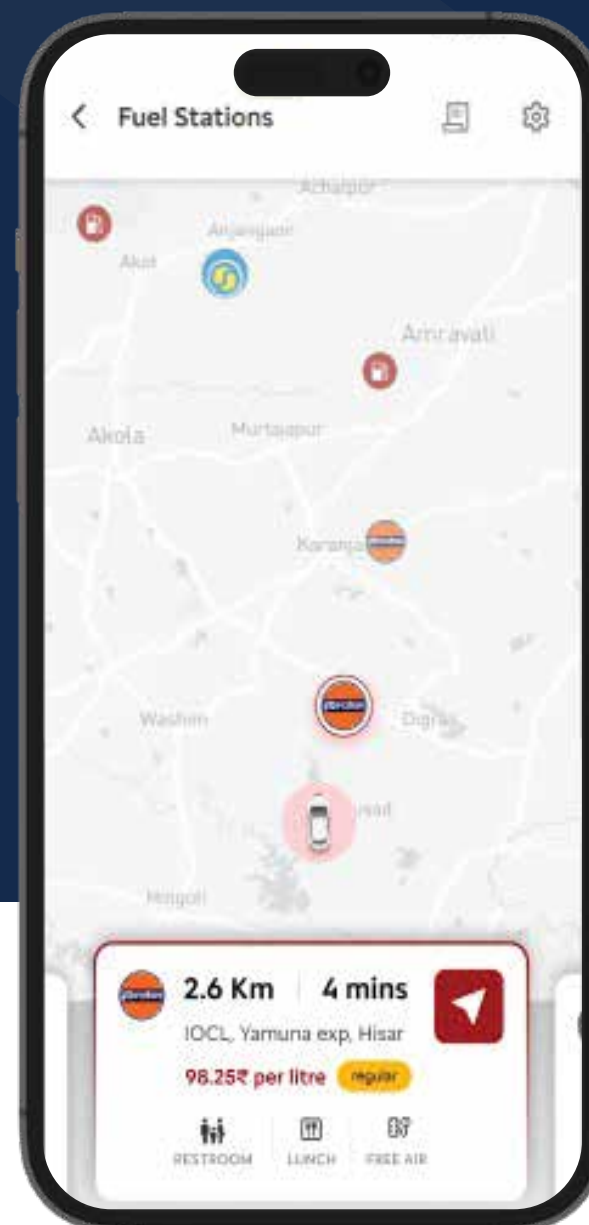 Fuel Stations
Achalpur
Anjangaon
Akot
Amravati
Akola
Murtajapur
Karanja
Washim
Digras
usad
Hingoli
2.6 Km | 4 mins
IOCL, Yamuna exp, Hisar
98.25₹ per litre regular
RESTROOM LUNCH FREE AIR